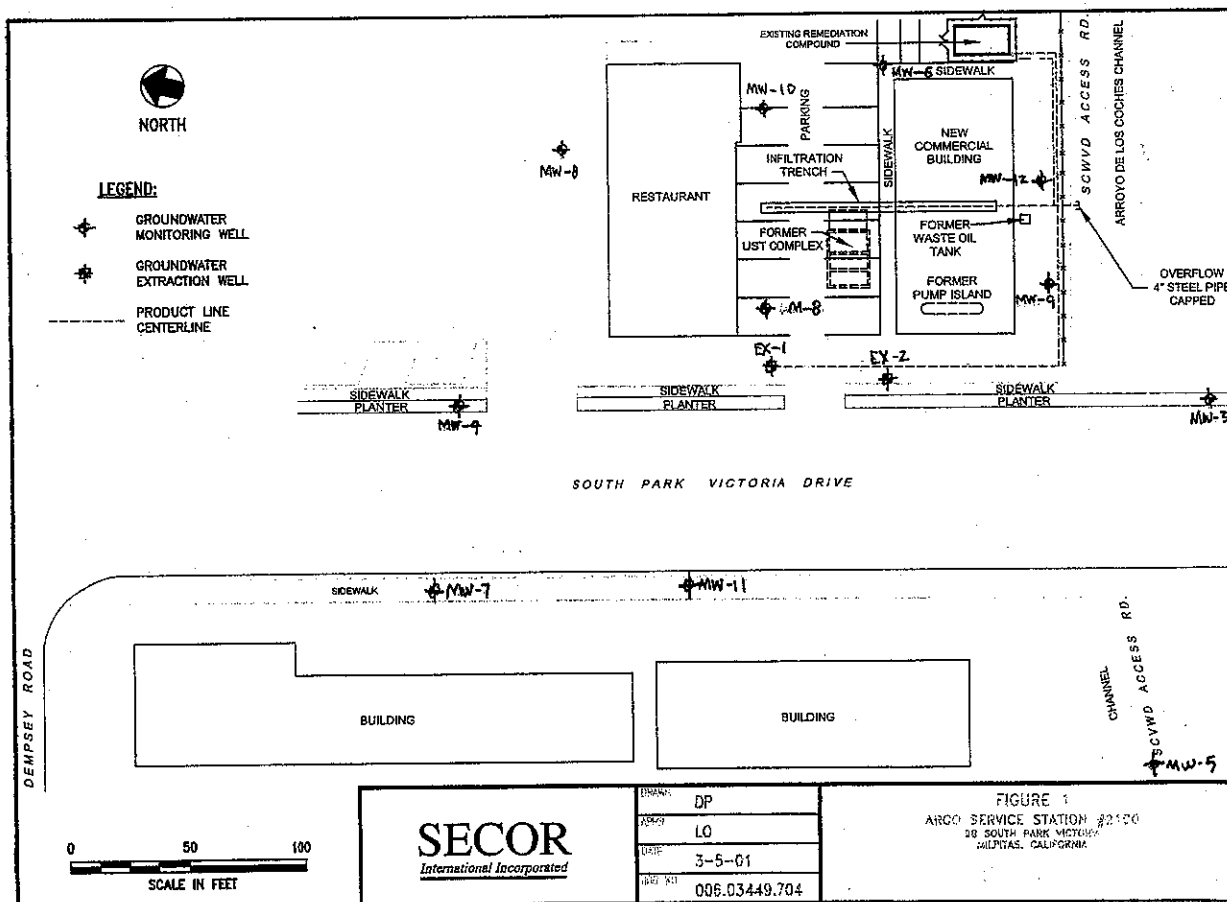 NORTH
LEGEND:
GROUNDWATER
MONITORING WELL
GROUNDWATER
EXTRACTION WELL
PRODUCT LINE
CENTERLINE
EXISTING REMEDIATION
COMPOUND
MW-6
SIDEWALK
MW-10
PARKING
SIDEWALK
NEW
COMMERCIAL
BUILDING
MW-8
RESTAURANT
INFILTRATION
TRENCH
MW-12
FORMER
UST COMPLEX
FORMER
WASTE OIL
TANK
FORMER
PUMP ISLAND
MW-9
SCWVD ACCESS RD.
ARROYO DE LOS COCHES CHANNEL
OVERFLOW
4" STEEL PIPE
CAPPED
EX-1
EX-2
SIDEWALK
PLANTER
MW-4
SIDEWALK
PLANTER
SIDEWALK
PLANTER
MW-3
SOUTH PARK VICTORIA DRIVE
SIDEWALK
MW-7
MW-11
DEMPSEY ROAD
BUILDING
BUILDING
CHANNEL
SCVWD ACCESS RD.
MW-5
0 50 100
SCALE IN FEET
SECOR
International Incorporated
DRAWN
DP
LO
DATE
3-5-01
006.03449.704
FIGURE 1
ARCO SERVICE STATION #2100
SOUTH PARK VICTORIA
MILPITAS, CALIFORNIA